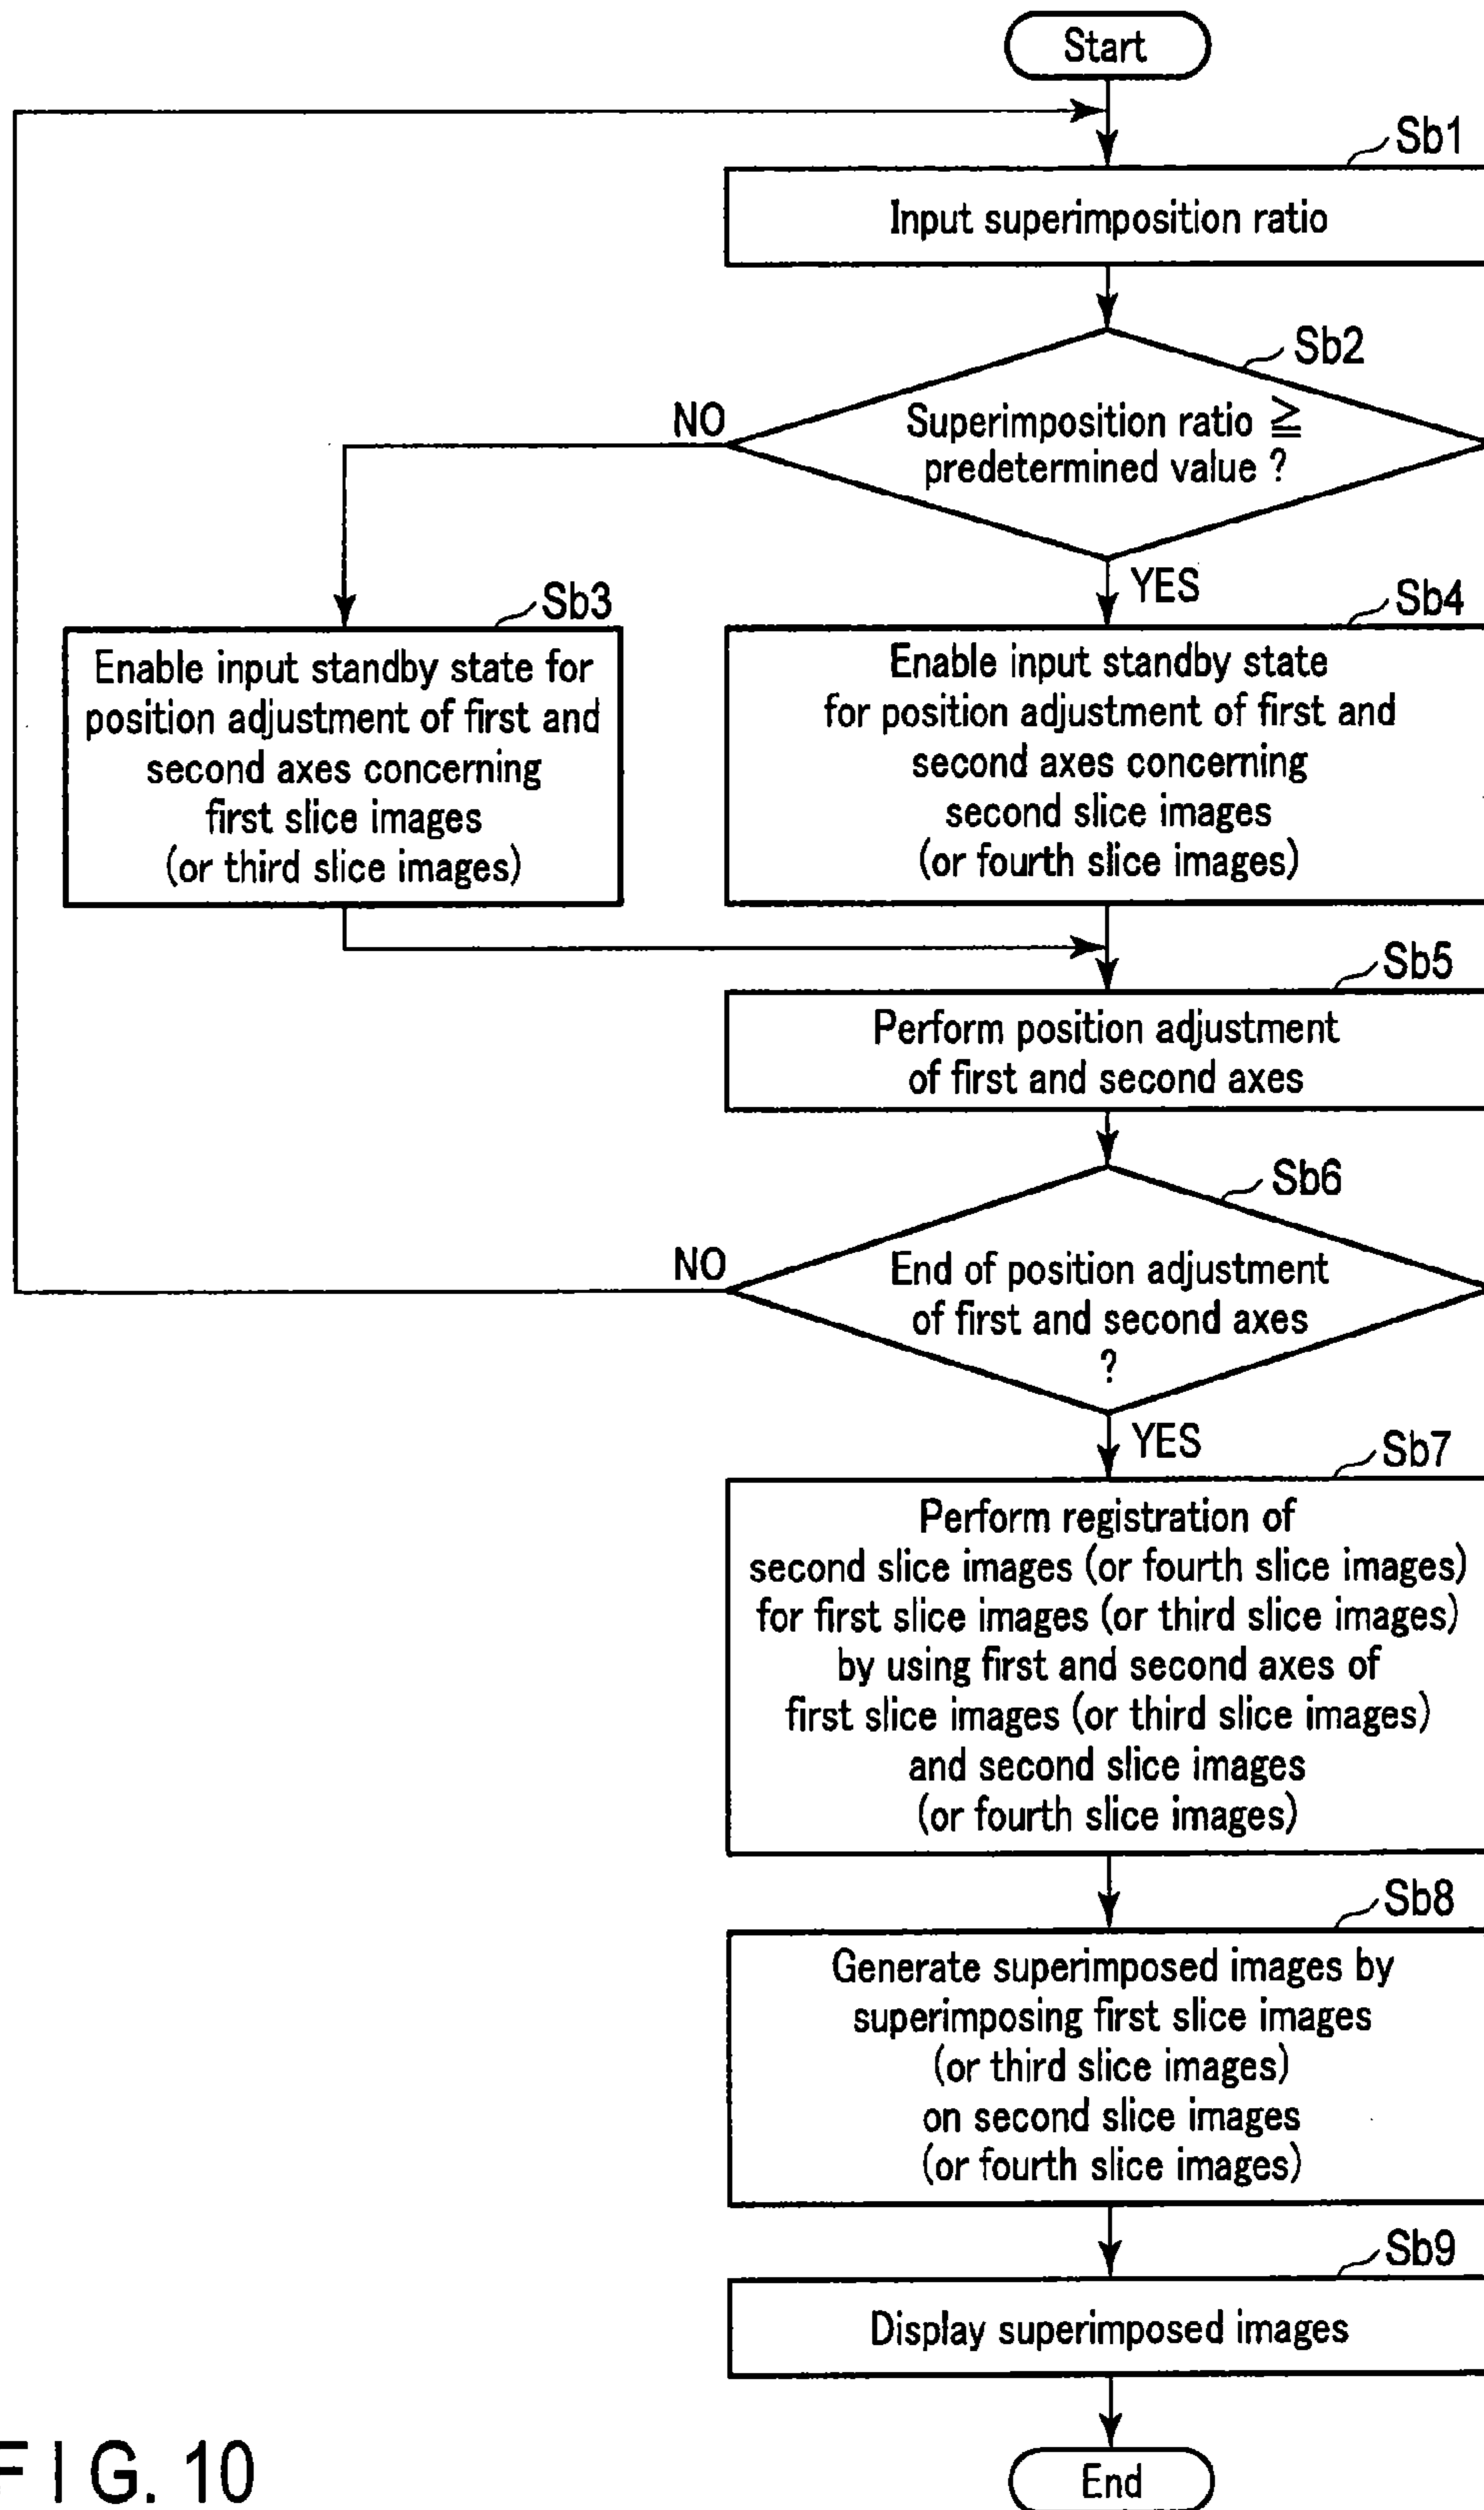 Start
Sb1
Input superimposition ratio
Sb2
Superimposition ratio ≧
predetermined value ?
NO
YES
Sb3
Enable input standby state for
position adjustment of first and
second axes concerning
first slice images
(or third slice images)
Sb4
Enable input standby state
for position adjustment of first and
second axes concerning
second slice images
(or fourth slice images)
Sb5
Perform position adjustment
of first and second axes
Sb6
End of position adjustment
of first and second axes
?
NO
YES
Sb7
Perform registration of
second slice images (or fourth slice images)
for first slice images (or third slice images)
by using first and second axes of
first slice images (or third slice images)
and second slice images
(or fourth slice images)
Sb8
Generate superimposed images by
superimposing first slice images
(or third slice images)
on second slice images
(or fourth slice images)
Sb9
Display superimposed images
End
FIG. 10